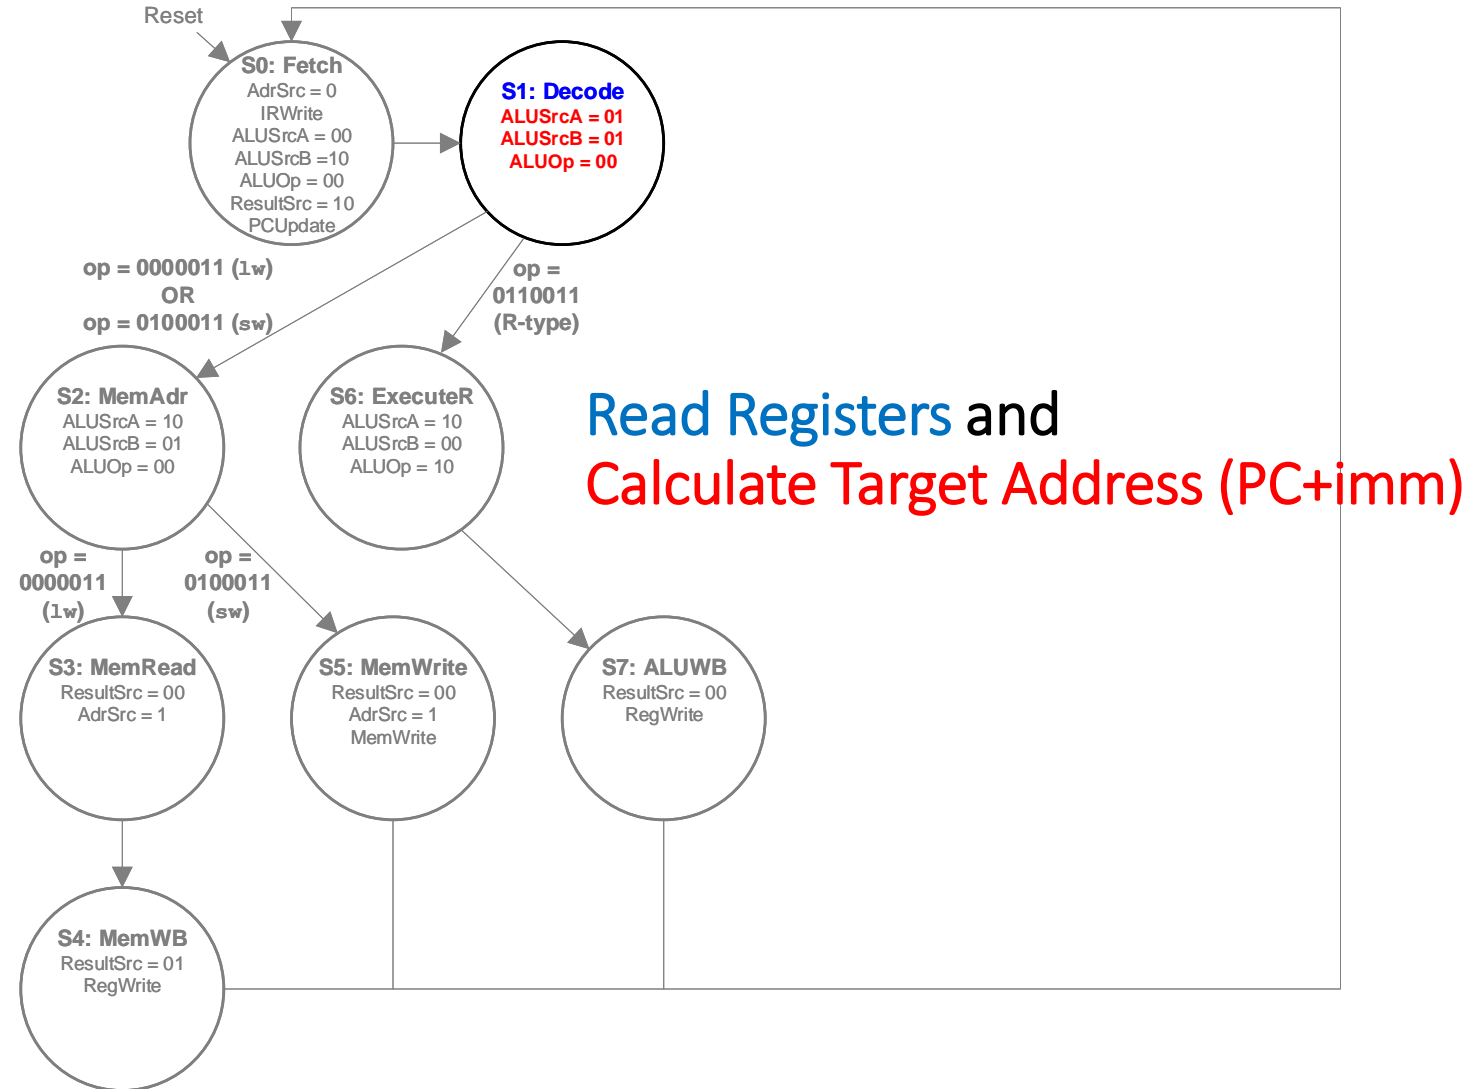 Reset
S0: Fetch
AdrSrc = 0
IRWrite
ALUSrcA = 00
ALUSrcB =10
ALUOp = 00
ResultSrc = 10
PCUpdate
S1: Decode
ALUSrcA = 01
ALUSrcB = 01
ALUOp = 00
op = 0000011 (lw)
OR
op = 0100011 (sw)
op =
0110011
(R-type)
S2: MemAdr
ALUSrcA = 10
ALUSrcB = 01
ALUOp = 00
S6: ExecuteR
ALUSrcA = 10
ALUSrcB = 00
ALUOp = 10
Read Registers and
Calculate Target Address (PC+imm)
op =
0000011
(lw)
op =
0100011
(sw)
S3: MemRead
ResultSrc = 00
AdrSrc = 1
S5: MemWrite
ResultSrc = 00
AdrSrc = 1
MemWrite
S7: ALUWB
ResultSrc = 00
RegWrite
S4: MemWB
ResultSrc = 01
RegWrite